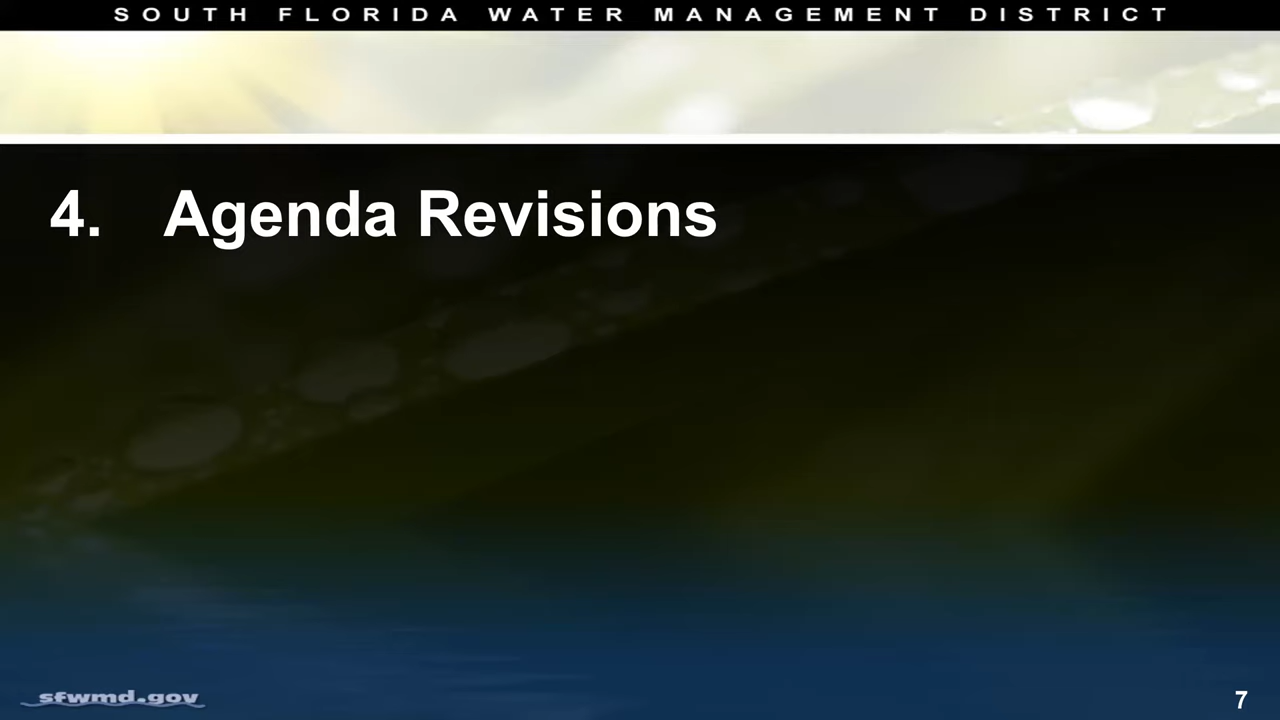 SOUTH FLORIDA WATER MANAGEMENT DISTRICT
4. Agenda Revisions
sfwmd.gov
7